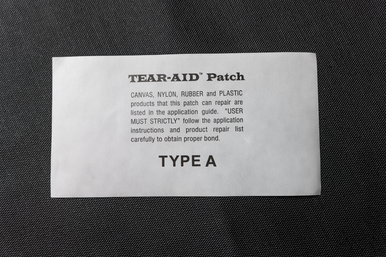 TEAR-AID™ Patch
CANVAS, NYLON, RUBBER and PLASTIC
products that this patch can repair are
listed in the application guide. "USER
MUST STRICTLY" follow the application
instructions and product repair list
carefully to obtain proper bond.
TYPE A